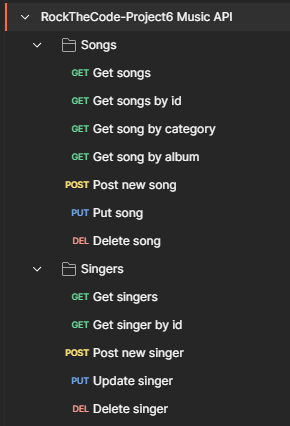 RockTheCode-Project6 Music API
Songs
GET Get songs
GET Get songs by id
GET Get song by category
GET Get song by album
POST Post new song
PUT Put song
DEL Delete song
Singers
GET Get singers
GET Get singer by id
POST Post new singer
PUT Update singer
DEL Delete singer